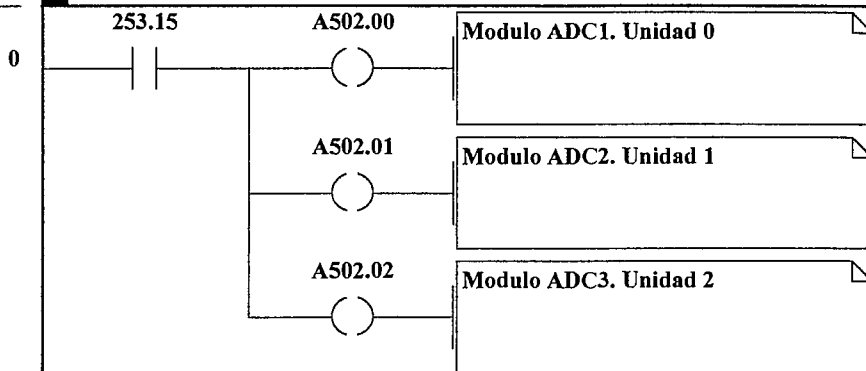 253.15 A502.00 Modulo ADC1. Unidad 0
0
A502.01 Modulo ADC2. Unidad 1
A502.02 Modulo ADC3. Unidad 2